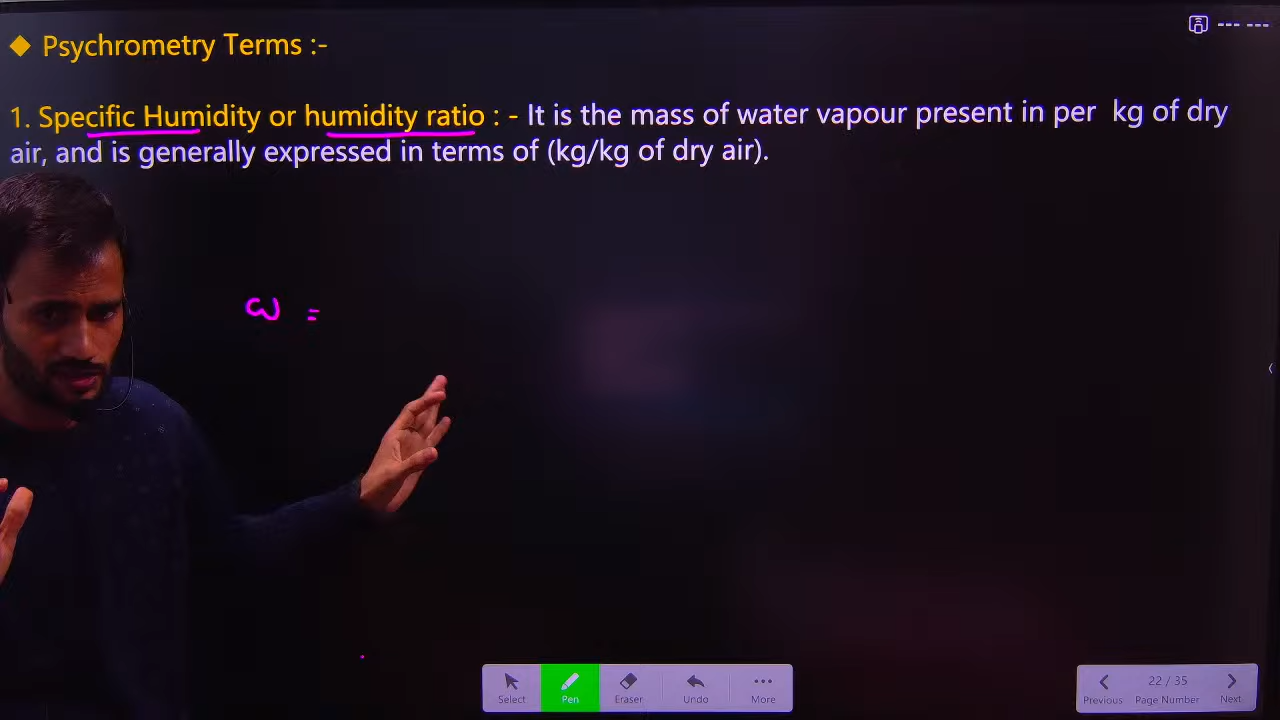 ◆ Psychrometry Terms :-
1. Specific Humidity or humidity ratio : - It is the mass of water vapour present in per kg of dry
air, and is generally expressed in terms of (kg/kg of dry air).
ω =
Select Pen Eraser Undo More
Previous 22 / 35 Page Number Next